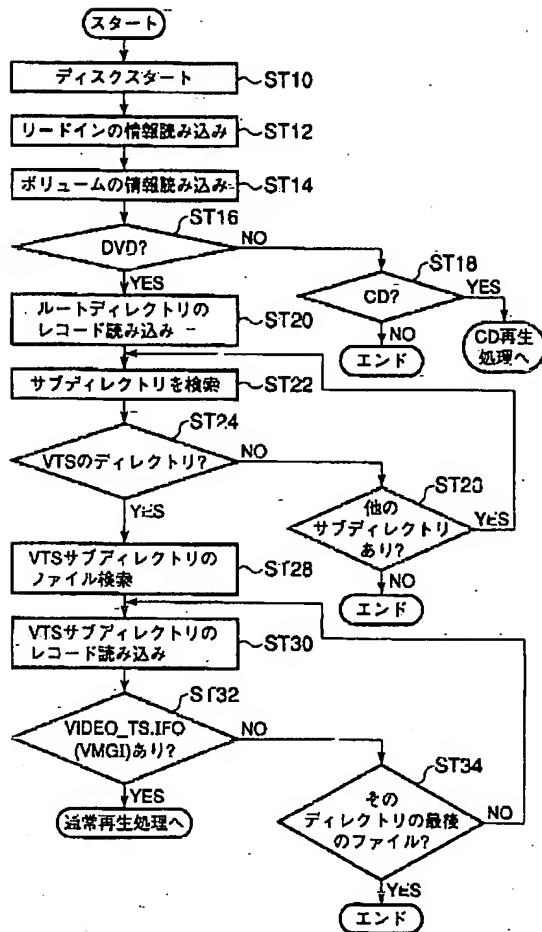 スタート
ディスクスタート
ST10
リードインの情報読み込み
ST12
ボリュームの情報読み込み
ST14
ST16
DVD?
NO
YES
ST18
CD?
YES
NO
エンド
CD再生
処理へ
ルートディレクトリの
レコード読み込み
ST20
サブディレクトリを検索
ST22
ST24
VTSのディレクトリ?
NO
YES
ST20
他の
サブディレクトリ
あり?
YES
NO
エンド
VTSサブディレクトリの
ファイル検索
ST28
VTSサブディレクトリの
レコード読み込み
ST30
ST32
VIDEO_TS.IFO
(VMGI)あり?
NO
YES
通常再生処理へ
ST34
その
ディレクトリの最後
のファイル?
NO
YES
エンド